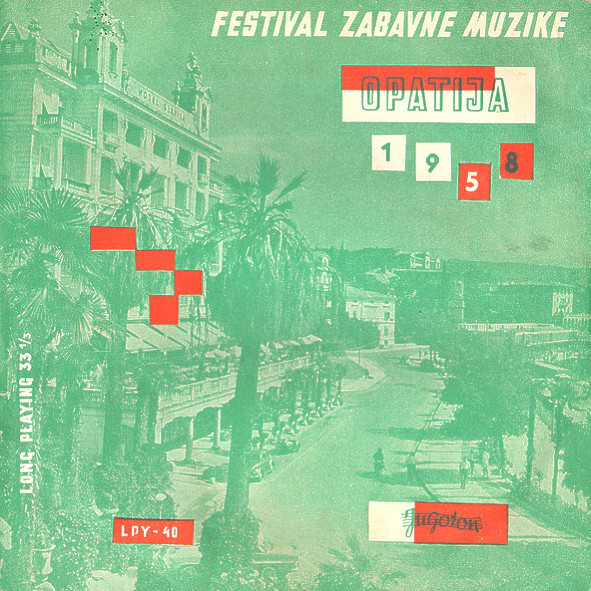 FESTIVAL ZABAVNE MUZIKE
OPATIJA
1958
LONG PLAYING 33 1/3
LPY-40
Jugoton